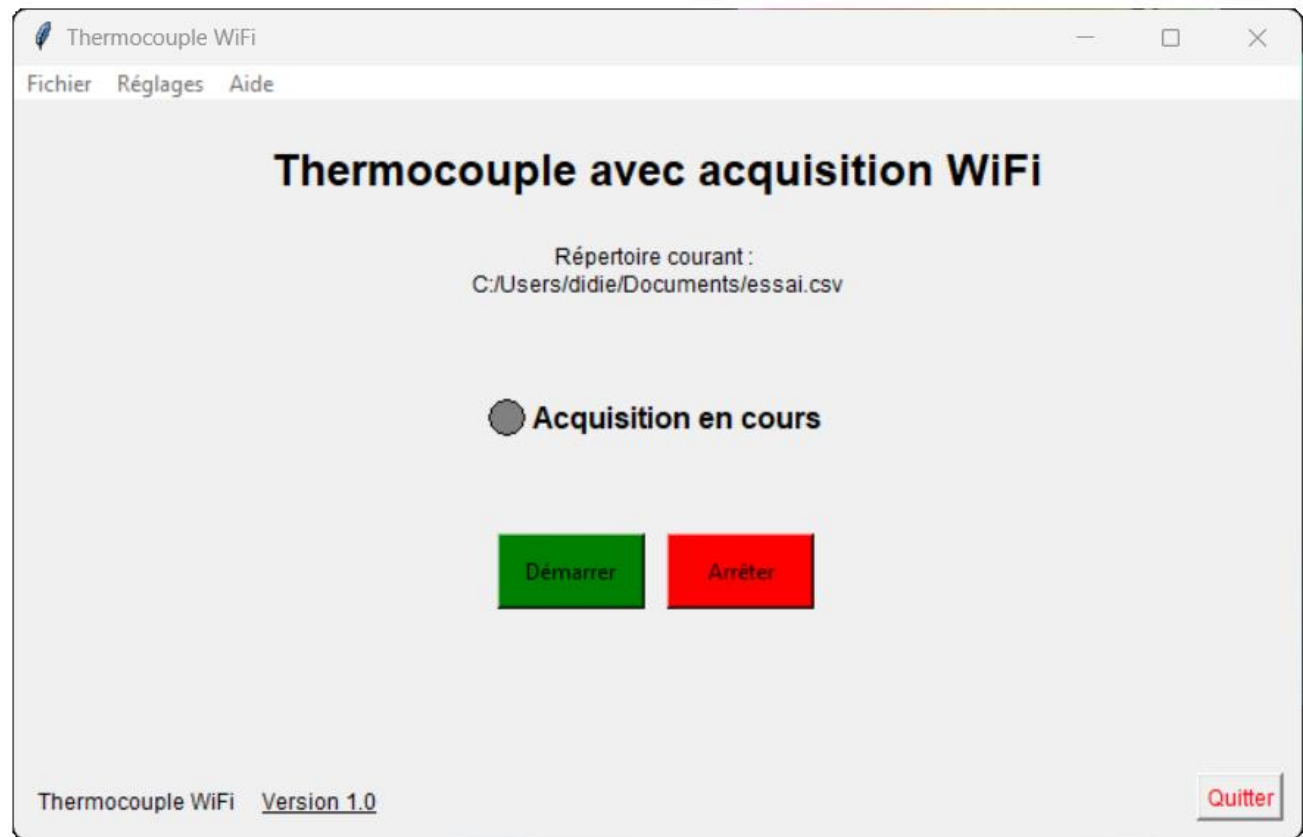 Thermocouple WiFi
Fichier Réglages Aide
Thermocouple avec acquisition WiFi
Répertoire courant :
C:/Users/didie/Documents/essai.csv
Acquisition en cours
Démarrer Arrêter
Thermocouple WiFi Version 1.0
Quitter